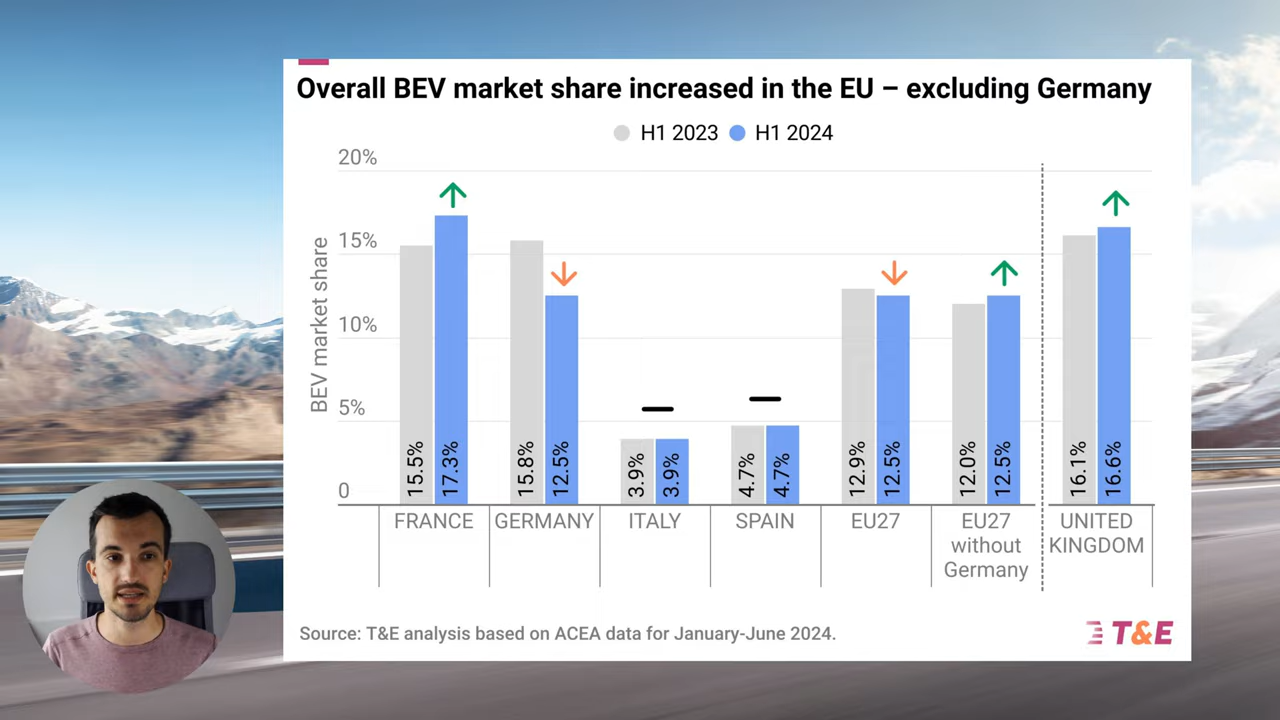 Overall BEV market share increased in the EU – excluding Germany
H1 2023 H1 2024
20%
15%
10%
5%
0
BEV market share
15.5% 17.3% 15.8% 12.5% 3.9% 3.9% 4.7% 4.7% 12.9% 12.5% 12.0% 12.5% 16.1% 16.6%
FRANCE GERMANY ITALY SPAIN EU27 EU27 UNITED
without KINGDOM
Germany
Source: T&E analysis based on ACEA data for January-June 2024.
T&E